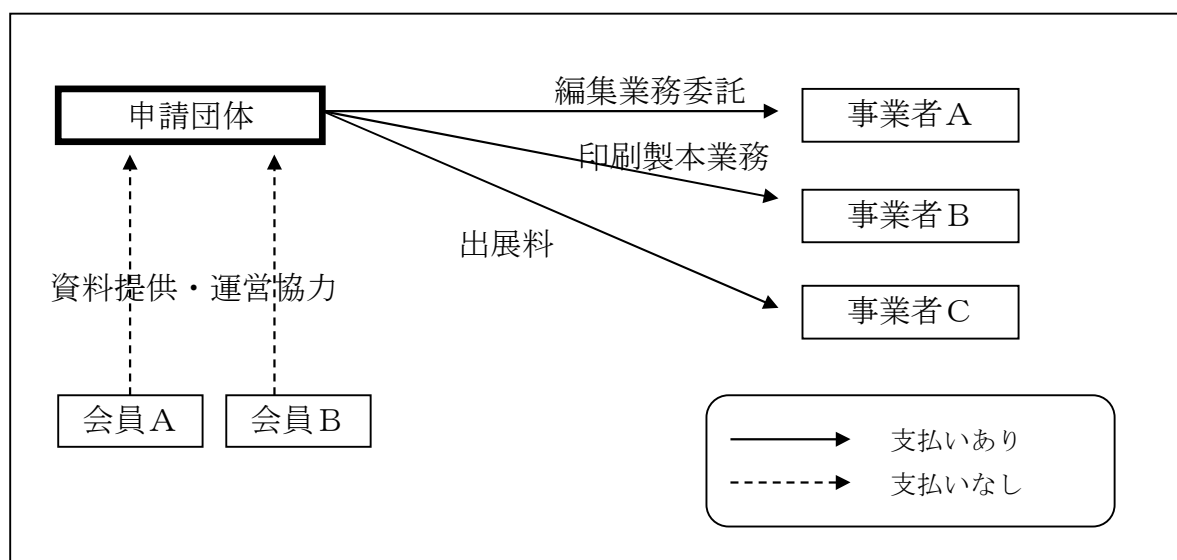 編集業務委託
申請団体
事業者Ａ
印刷製本業務
事業者Ｂ
出展料
資料提供・運営協力
事業者Ｃ
会員Ａ
会員Ｂ
支払いあり
支払いなし